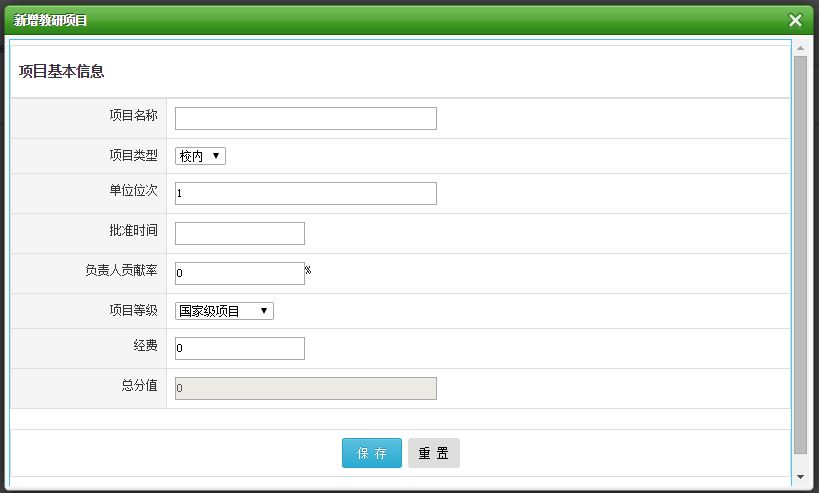 新增教研项目
项目基本信息
项目名称
项目类型 校内
单位位次 1
批准时间
负责人贡献率 0 %
项目等级 国家级项目
经费 0
总分值 0
保 存 重 置